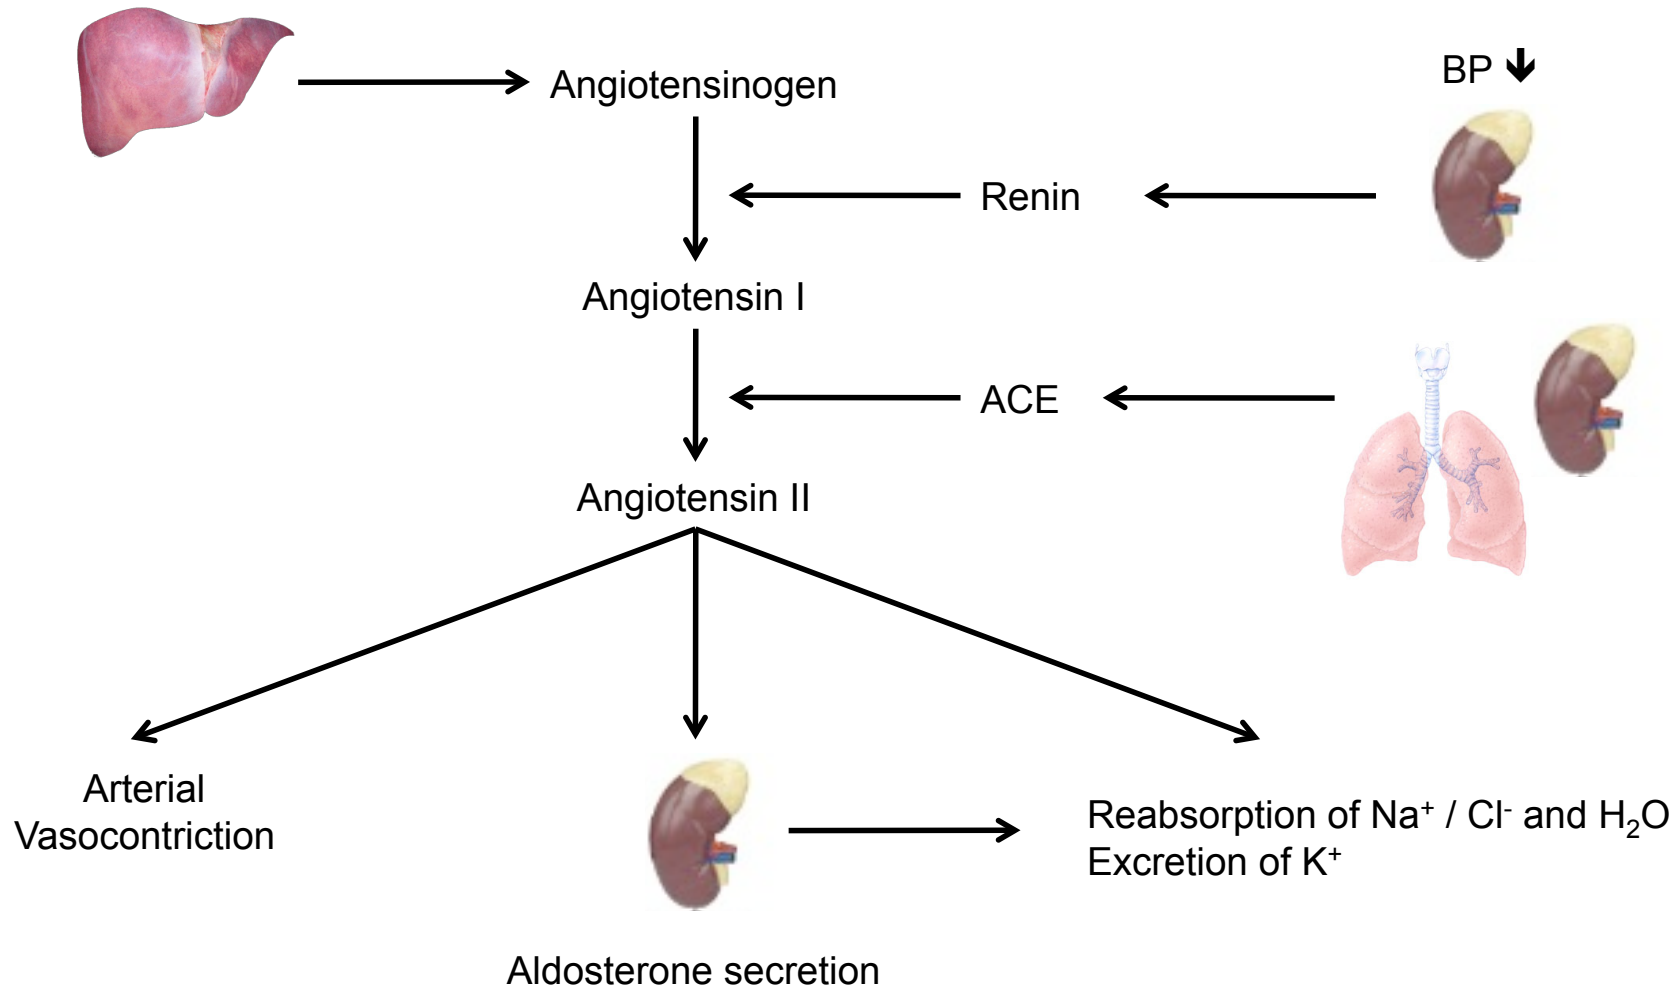 Angiotensinogen
BP 🡫
Renin
Angiotensin I
ACE
Angiotensin II
Arterial
Vasocontriction
Reabsorption of Na⁺ / Cl⁻ and H₂O
Excretion of K⁺
Aldosterone secretion